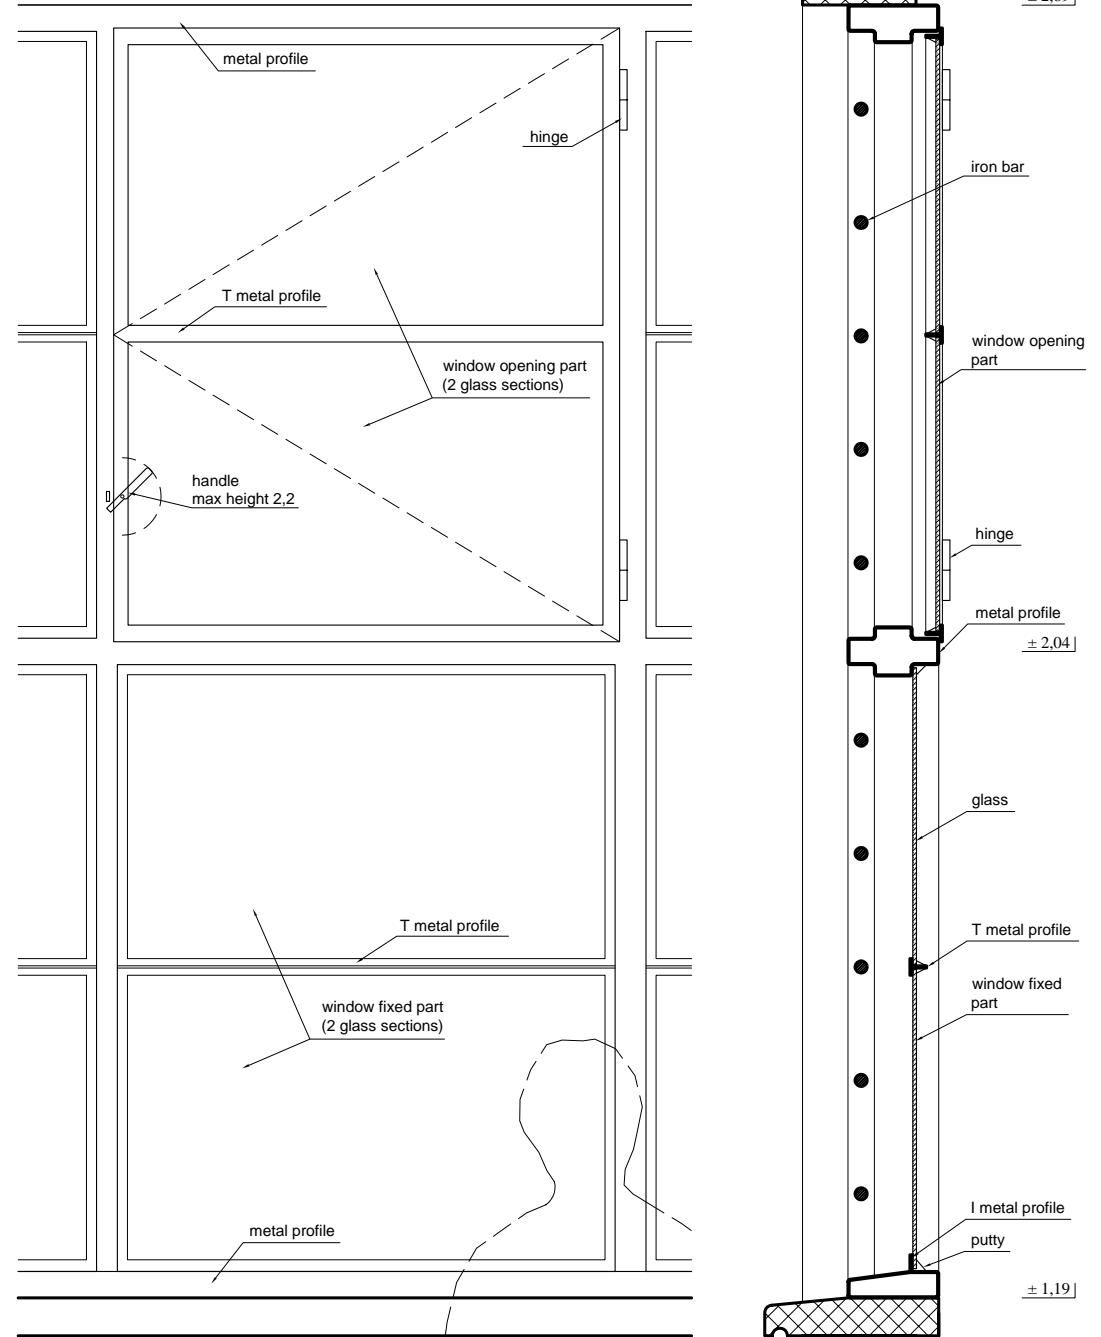 metal profile
hinge
T metal profile
window opening part
(2 glass sections)
handle
max height 2,2
T metal profile
window fixed part
(2 glass sections)
metal profile
iron bar
window opening
part
hinge
metal profile
± 2,04
glass
T metal profile
window fixed
part
I metal profile
putty
± 1,19